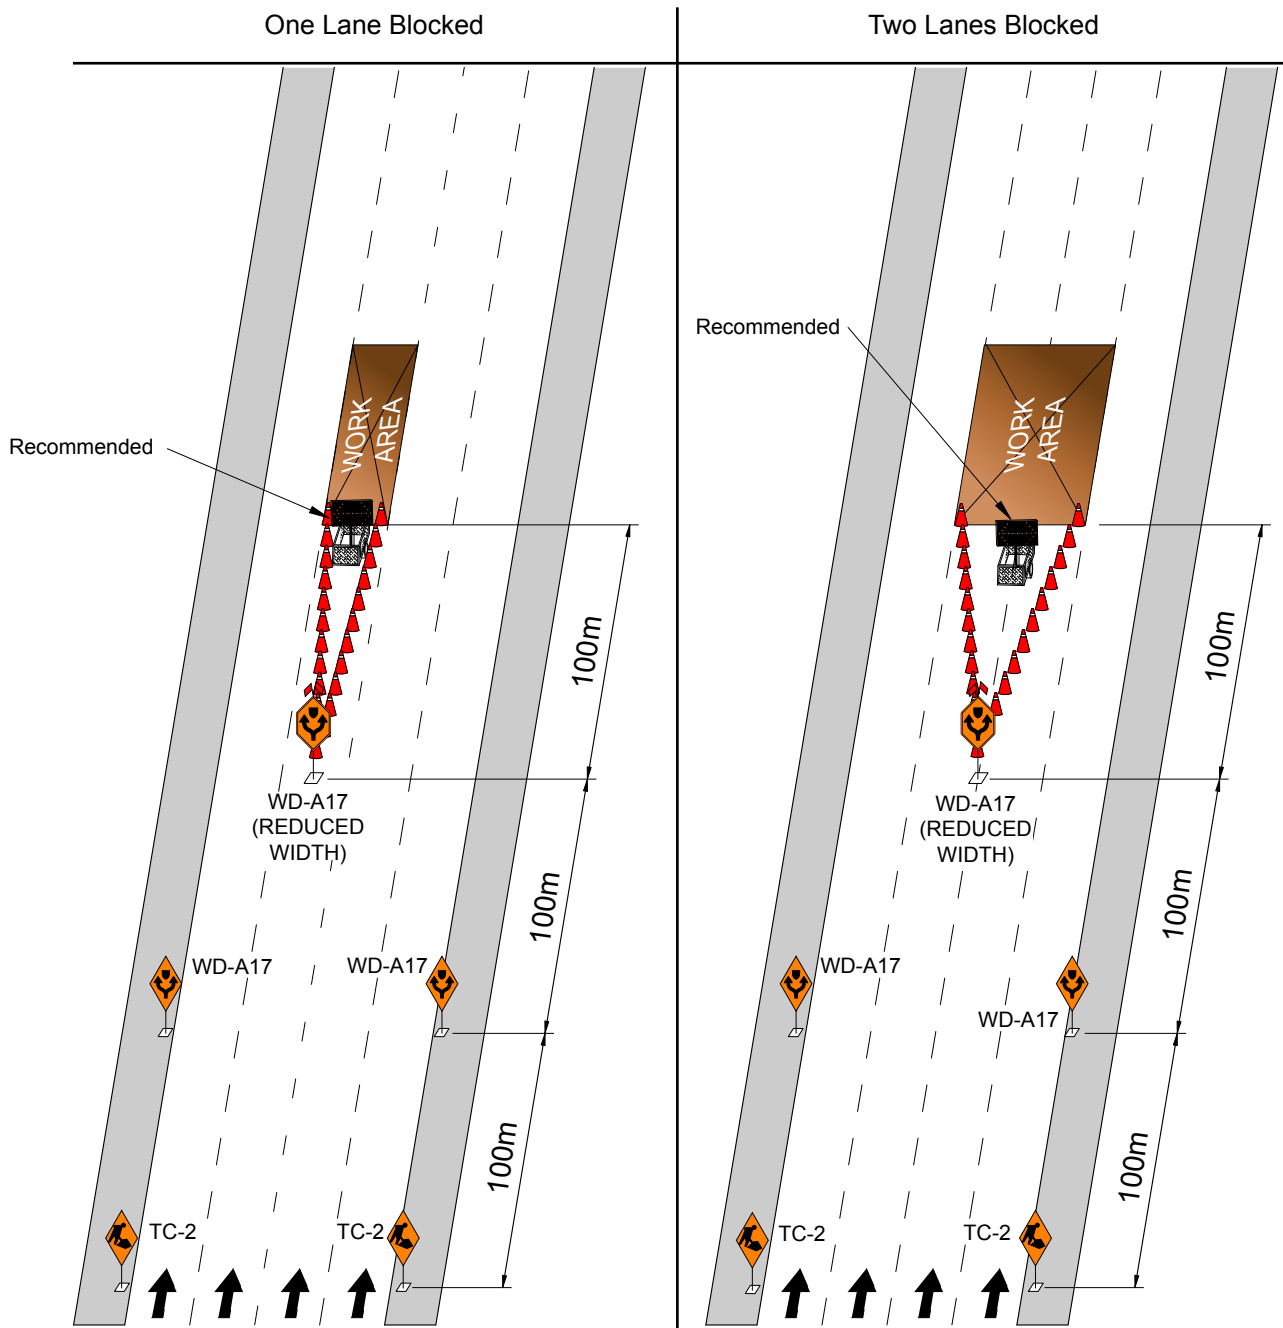 One Lane Blocked
Recommended
WORK
AREA
100m
WD-A17
(REDUCED
WIDTH)
100m
WD-A17
WD-A17
100m
TC-2
TC-2
Two Lanes Blocked
Recommended
WORK
AREA
100m
WD-A17
(REDUCED
WIDTH)
100m
WD-A17
WD-A17
100m
TC-2
TC-2